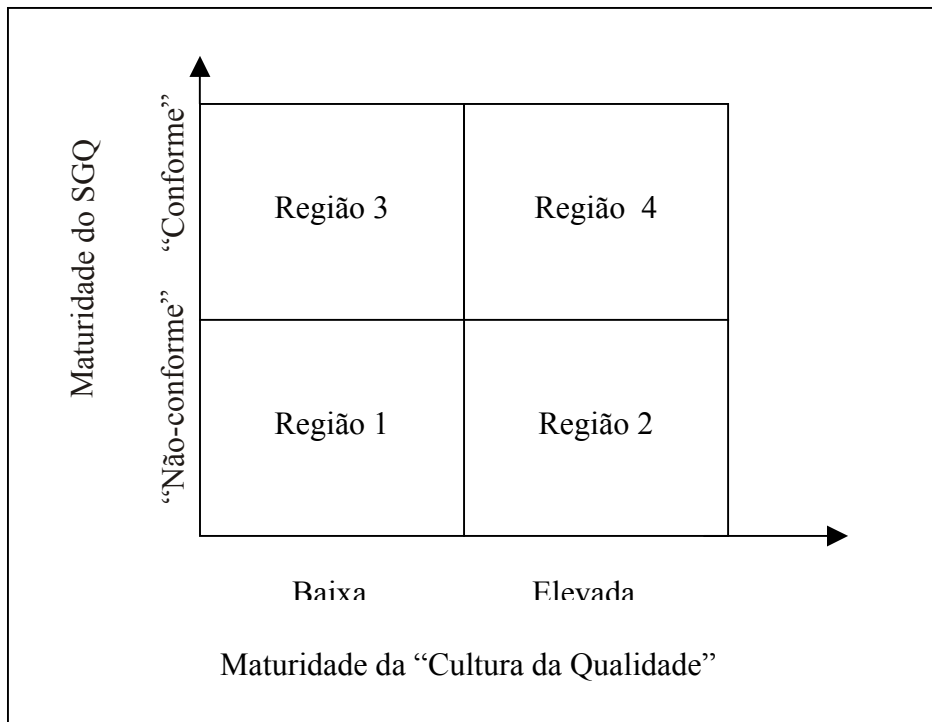 Maturidade do SGQ
“Conforme”
“Não-conforme”
Região 3
Região 4
Região 1
Região 2
Baixa
Elevada
Maturidade da “Cultura da Qualidade”